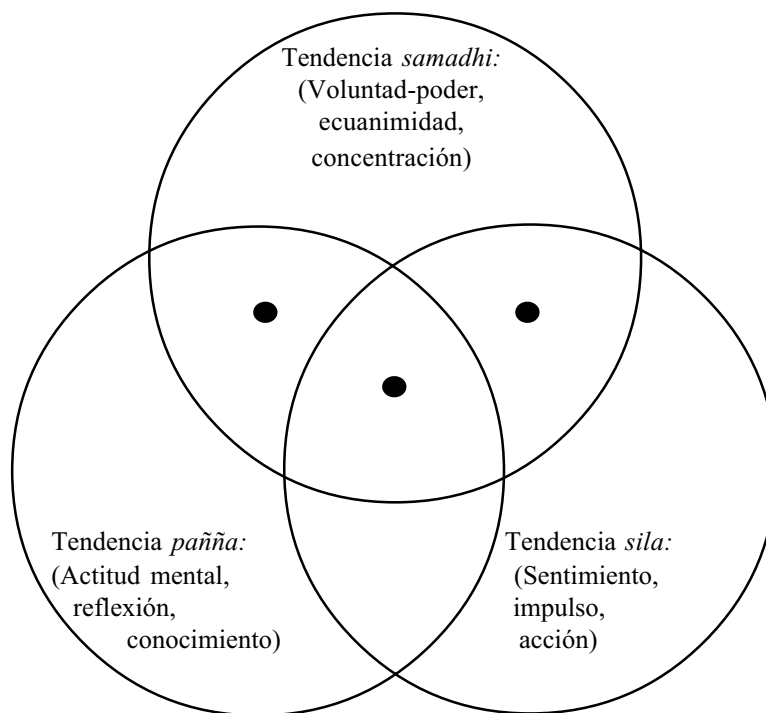 Tendencia samadhi:
(Voluntad-poder,
ecuanimidad,
concentración)
Tendencia pañña:
(Actitud mental,
reflexión,
conocimiento)
Tendencia sila:
(Sentimiento,
impulso,
acción)